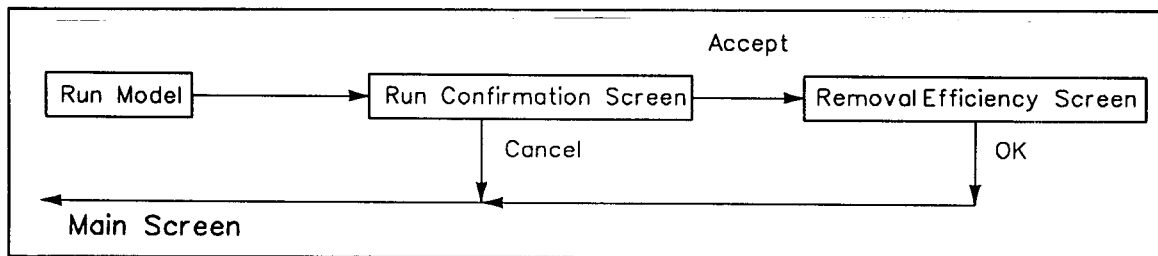 Accept
Run Model
Run Confirmation Screen
Removal Efficiency Screen
Cancel
OK
Main Screen